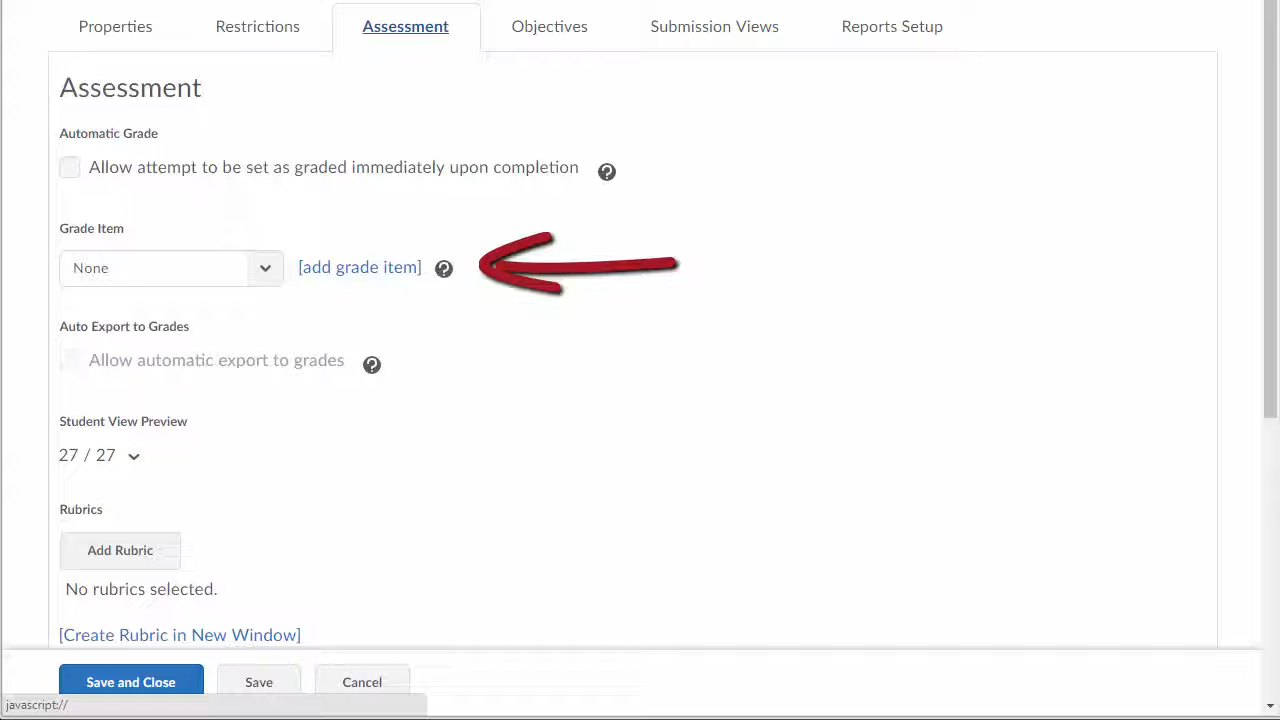 Properties Restrictions Assessment Objectives Submission Views Reports Setup
Assessment
Automatic Grade
Allow attempt to be set as graded immediately upon completion ?
Grade Item
None [add grade item] ?
Auto Export to Grades
Allow automatic export to grades ?
Student View Preview
27 / 27
Rubrics
Add Rubric
No rubrics selected.
[Create Rubric in New Window]
Save and Close Save Cancel
javascript://